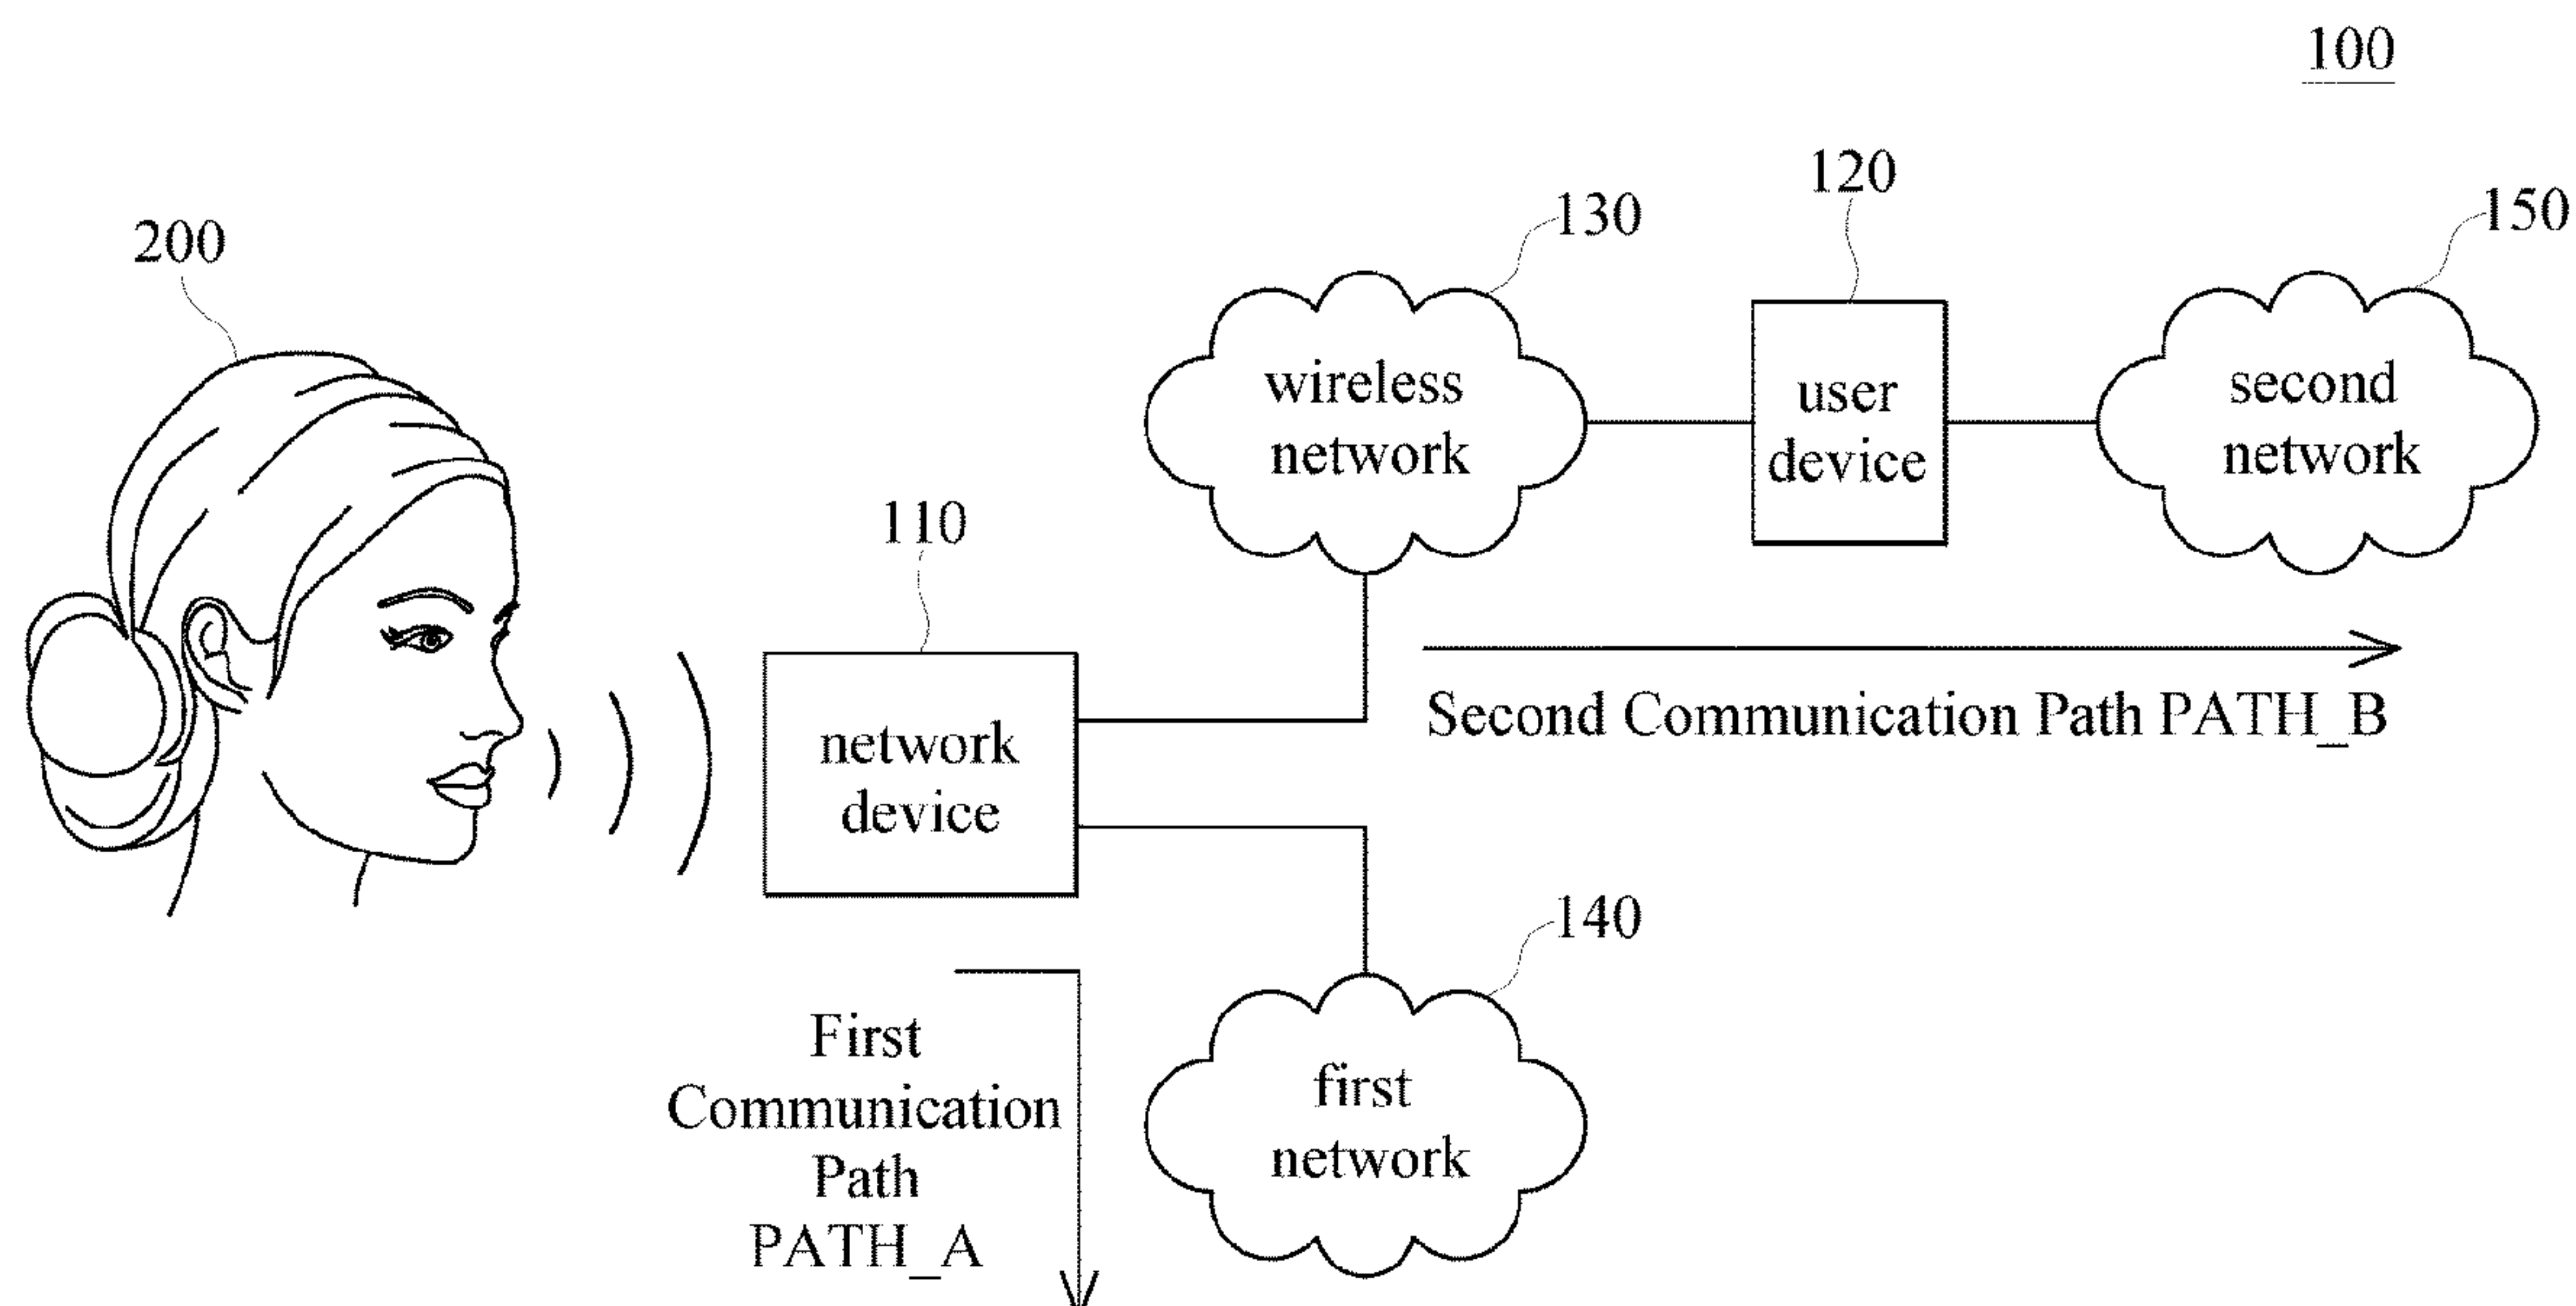 100
120
130
150
200
wireless
network
user
device
second
network
110
Second Communication Path PATH_B
network
device
140
First
Communication
Path
PATH_A
first
network